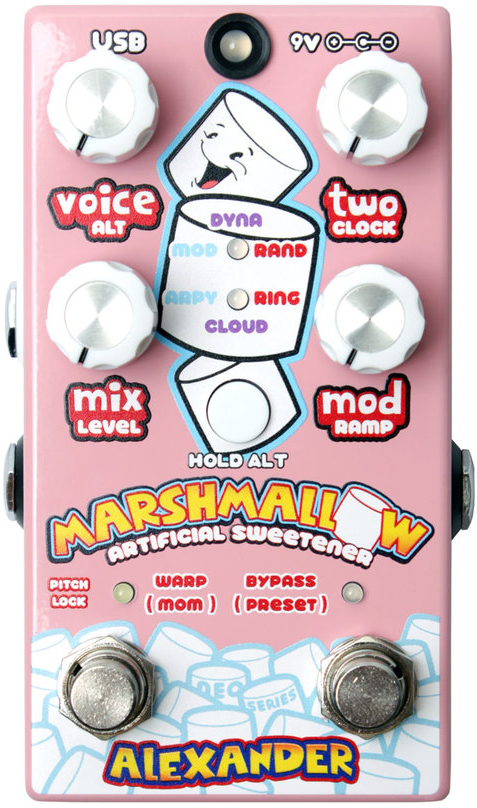 USB
9V
voice
ALT
two
CLOCK
DYNA
MOD RAND
ARPY RING
CLOUD
mix
LEVEL
mod
RAMP
HOLD ALT
MARSHMALLOW
ARTIFICIAL SWEETENER
PITCH
LOCK
WARP
(MOM)
BYPASS
(PRESET)
NEO
SERIES
ALEXANDER